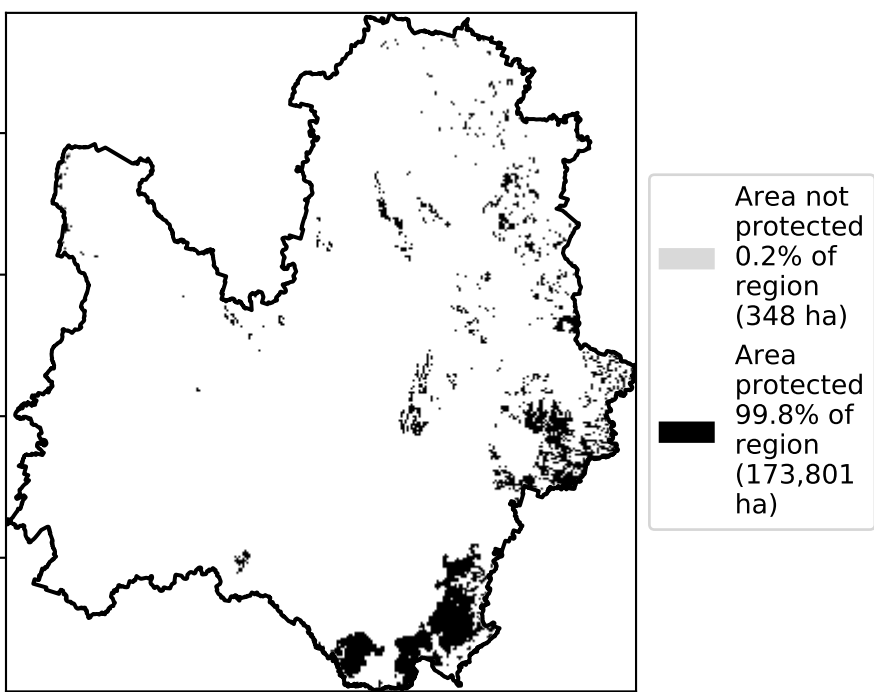 Area not
protected
0.2% of
region
(348 ha)
Area
protected
99.8% of
region
(173,801
ha)